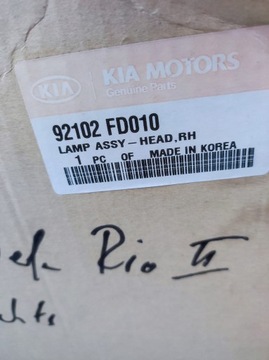 KIA KIA MOTORS
Genuine Parts
92102 FD010
LAMP ASSY-HEAD,RH
1 PC OF MADE IN KOREA
Rio II